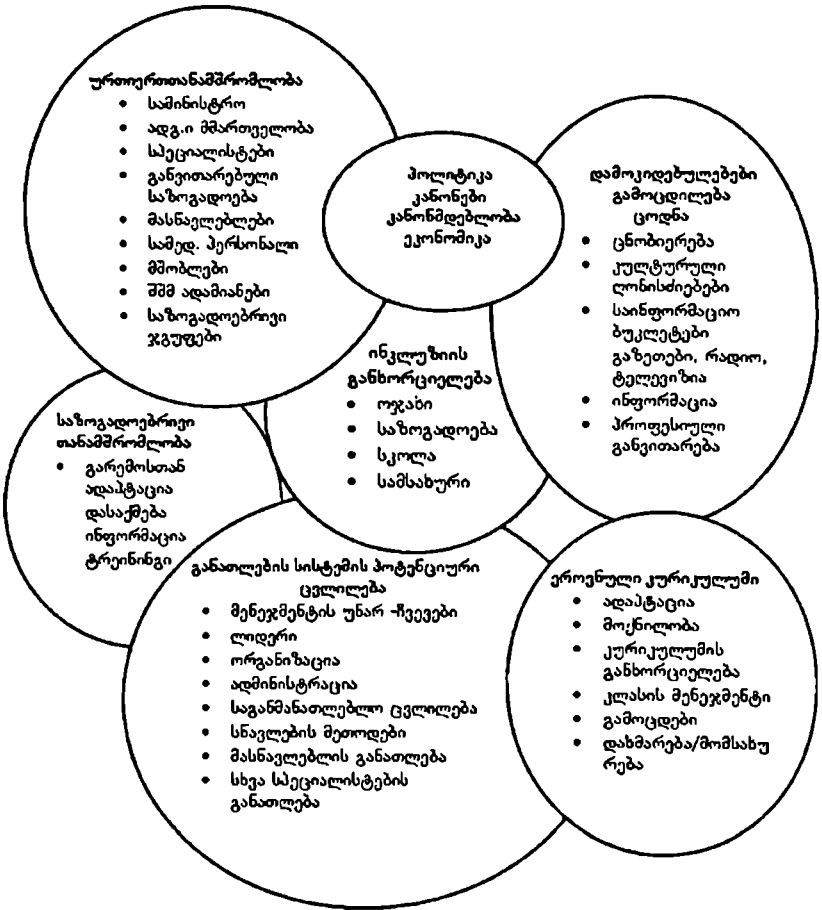 ურთიერთთანამშრომლობა
• სამინისტრო
• ადგ.ი მმართველობა
• სპეციალისტები
• განვითარებული
საზოგადოება
• მასნავლებლები
• სამედ. პერსონალი
• მშობლები
• შშმ ადამიანები
• საზოგადოებრივი
ჯგუფები
პოლიტიკა
კანონები
კანონმდებლობა
ეკონომიკა
დამოკიდებულებები
გამოცდილება
ცოდნა
• ცნობიერება
• კულტურული
ღონისძიებები
• საინფორმაციო
ბუკლეტები
გაზეთები, რადიო,
ტელევიზია
• ინფორმაცია
• პროფესიული
განვითარება
ინკლუზიის
განხორციელება
• ოჯახი
• საზოგადოება
• სკოლა
• სამსახური
საზოგადოებრივი
თანამშრომლობა
• გარემოსთან
ადაპტაცია
დასაქმება
ინფორმაცია
ტრეინინგი
განათლების სისტემის პოტენციური
ცვლილება
• მენეჯმენტის უნარ -ჩვევები
• ლიდერი
• ორგანიზაცია
• ადმინისტრაცია
• საგანმანათლებლო ცვლილება
• სნავლების მეთოდები
• მასნავლებლის განათლება
• სხვა სპეციალისტების
განათლება
ეროვნული კურიკულუმი
• ადაპტაცია
• მოქნილობა
• კურიკულუმის
განხორციელება
• კლასის მენეჯმენტი
• გამოცდები
• დახმარება/მომსახუ
რება